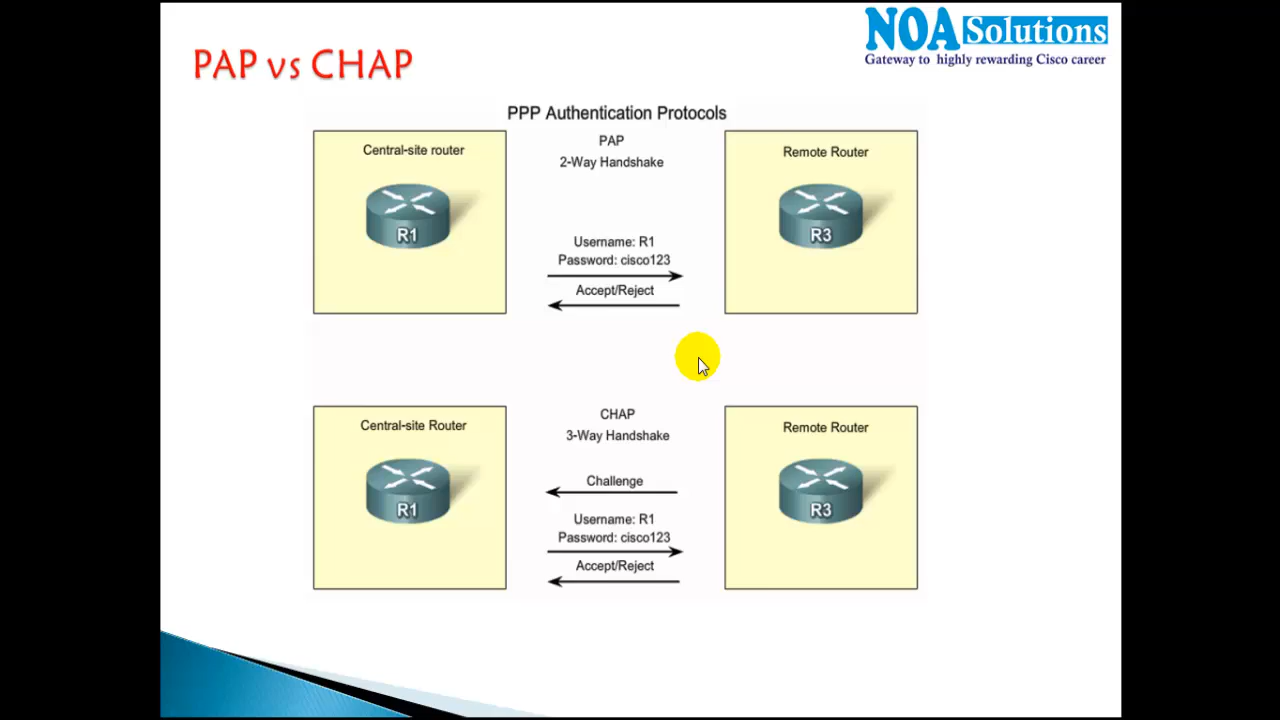 NOA Solutions
Gateway to highly rewarding Cisco career
PAP vs CHAP
PPP Authentication Protocols
Central-site router
R1
PAP
2-Way Handshake
Username: R1
Password: cisco123
Accept/Reject
Remote Router
R3
Central-site Router
R1
CHAP
3-Way Handshake
Challenge
Username: R1
Password: cisco123
Accept/Reject
Remote Router
R3